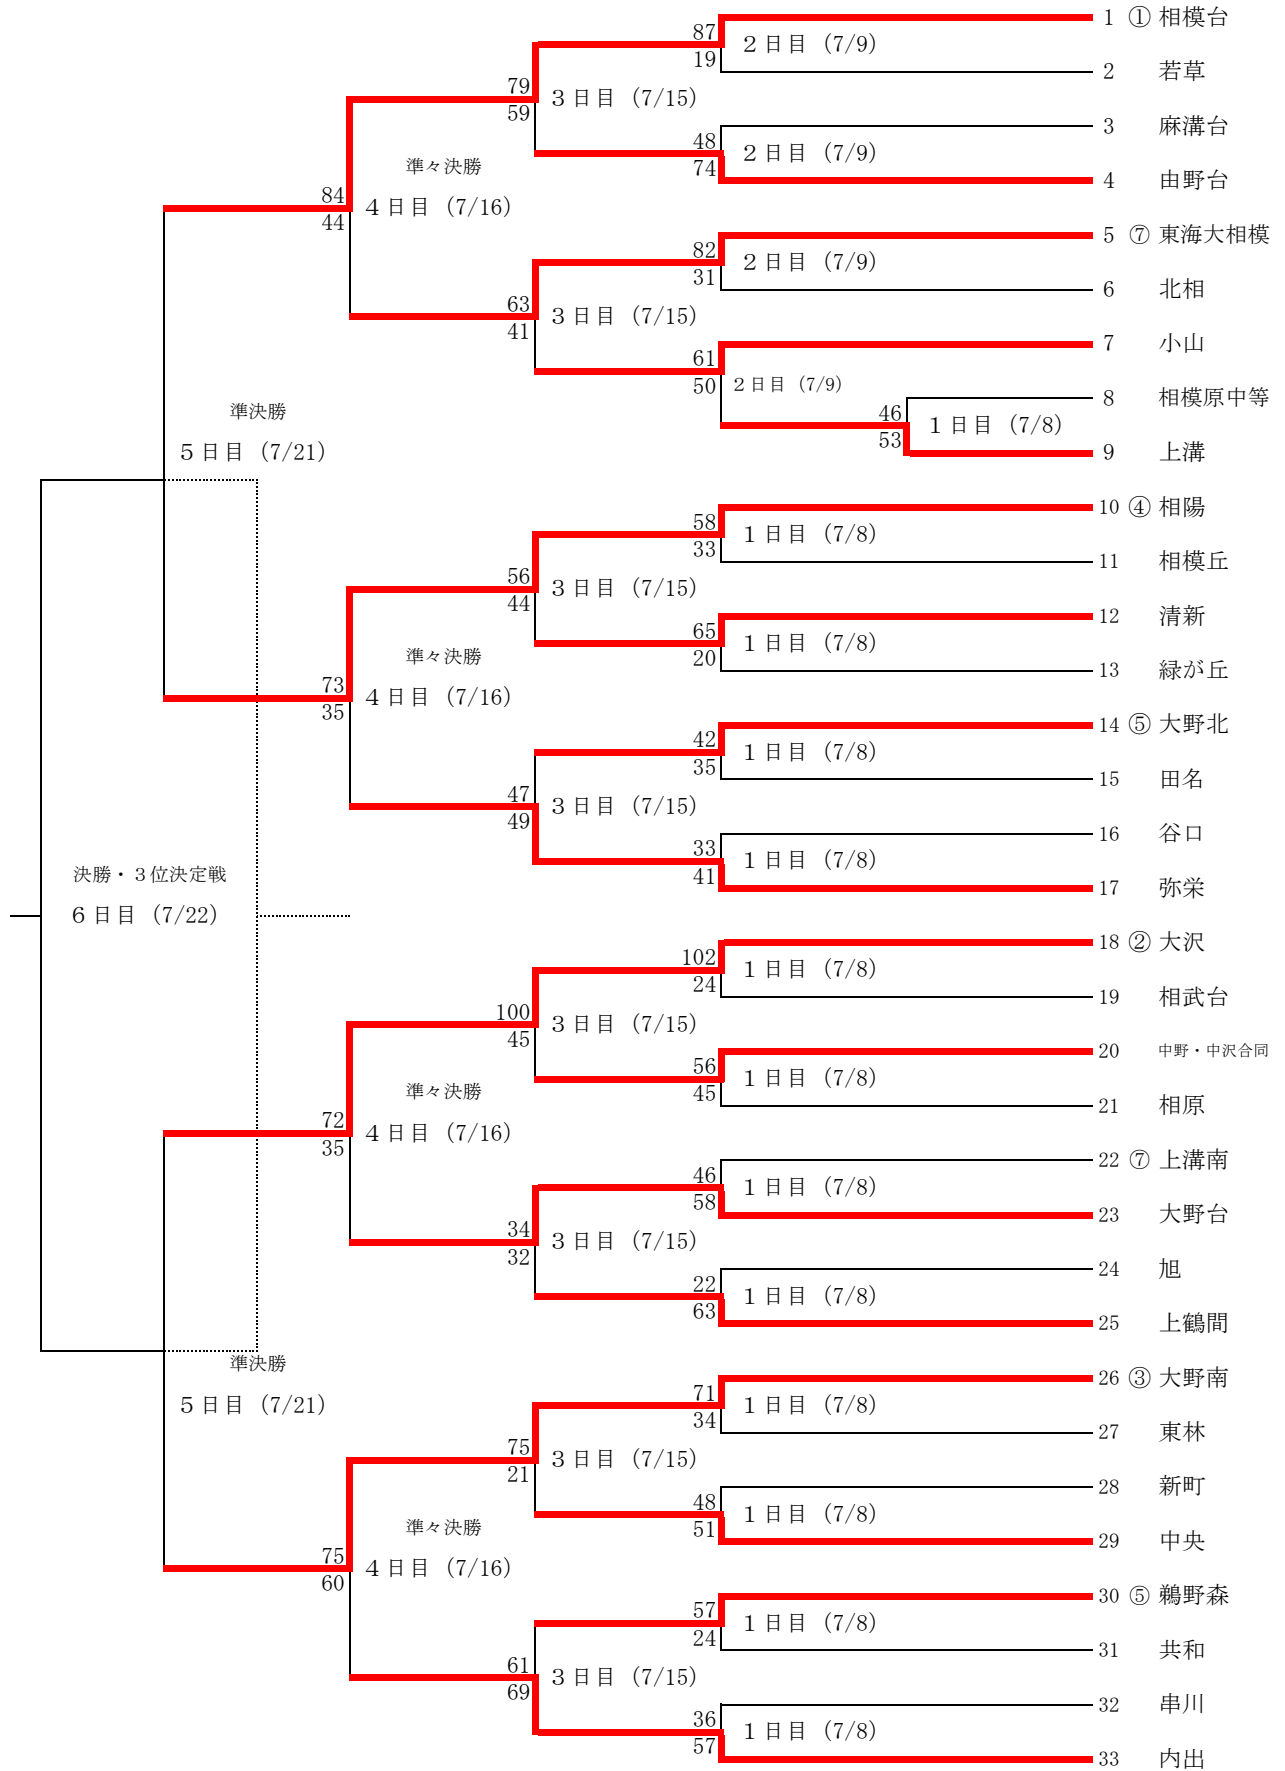 1 ① 相模台
87
19
2日目 (7/9)
2 若草
79
59
3日目 (7/15)
3 麻溝台
48
74
2日目 (7/9)
4 由野台
準々決勝
84
44
4日目 (7/16)
5 ⑦ 東海大相模
82
31
2日目 (7/9)
6 北相
63
41
3日目 (7/15)
7 小山
61
50
2日目 (7/9)
8 相模原中等
46
53
1日目 (7/8)
9 上溝
準決勝
5日目 (7/21)
10 ④ 相陽
58
33
1日目 (7/8)
11 相模丘
56
44
3日目 (7/15)
12 清新
65
20
1日目 (7/8)
13 緑が丘
準々決勝
73
35
4日目 (7/16)
14 ⑤ 大野北
42
35
1日目 (7/8)
15 田名
47
49
3日目 (7/15)
16 谷口
33
41
1日目 (7/8)
17 弥栄
決勝・3位決定戦
6日目 (7/22)
18 ② 大沢
102
24
1日目 (7/8)
19 相武台
100
45
3日目 (7/15)
20 中野・中沢合同
56
45
1日目 (7/8)
21 相原
準々決勝
72
35
4日目 (7/16)
22 ⑦ 上溝南
46
58
1日目 (7/8)
23 大野台
34
32
3日目 (7/15)
24 旭
22
63
1日目 (7/8)
25 上鶴間
準決勝
5日目 (7/21)
26 ③ 大野南
71
34
1日目 (7/8)
27 東林
75
21
3日目 (7/15)
28 新町
48
51
1日目 (7/8)
29 中央
準々決勝
75
60
4日目 (7/16)
30 ⑤ 鵜野森
57
24
1日目 (7/8)
31 共和
61
69
3日目 (7/15)
32 串川
36
57
1日目 (7/8)
33 内出